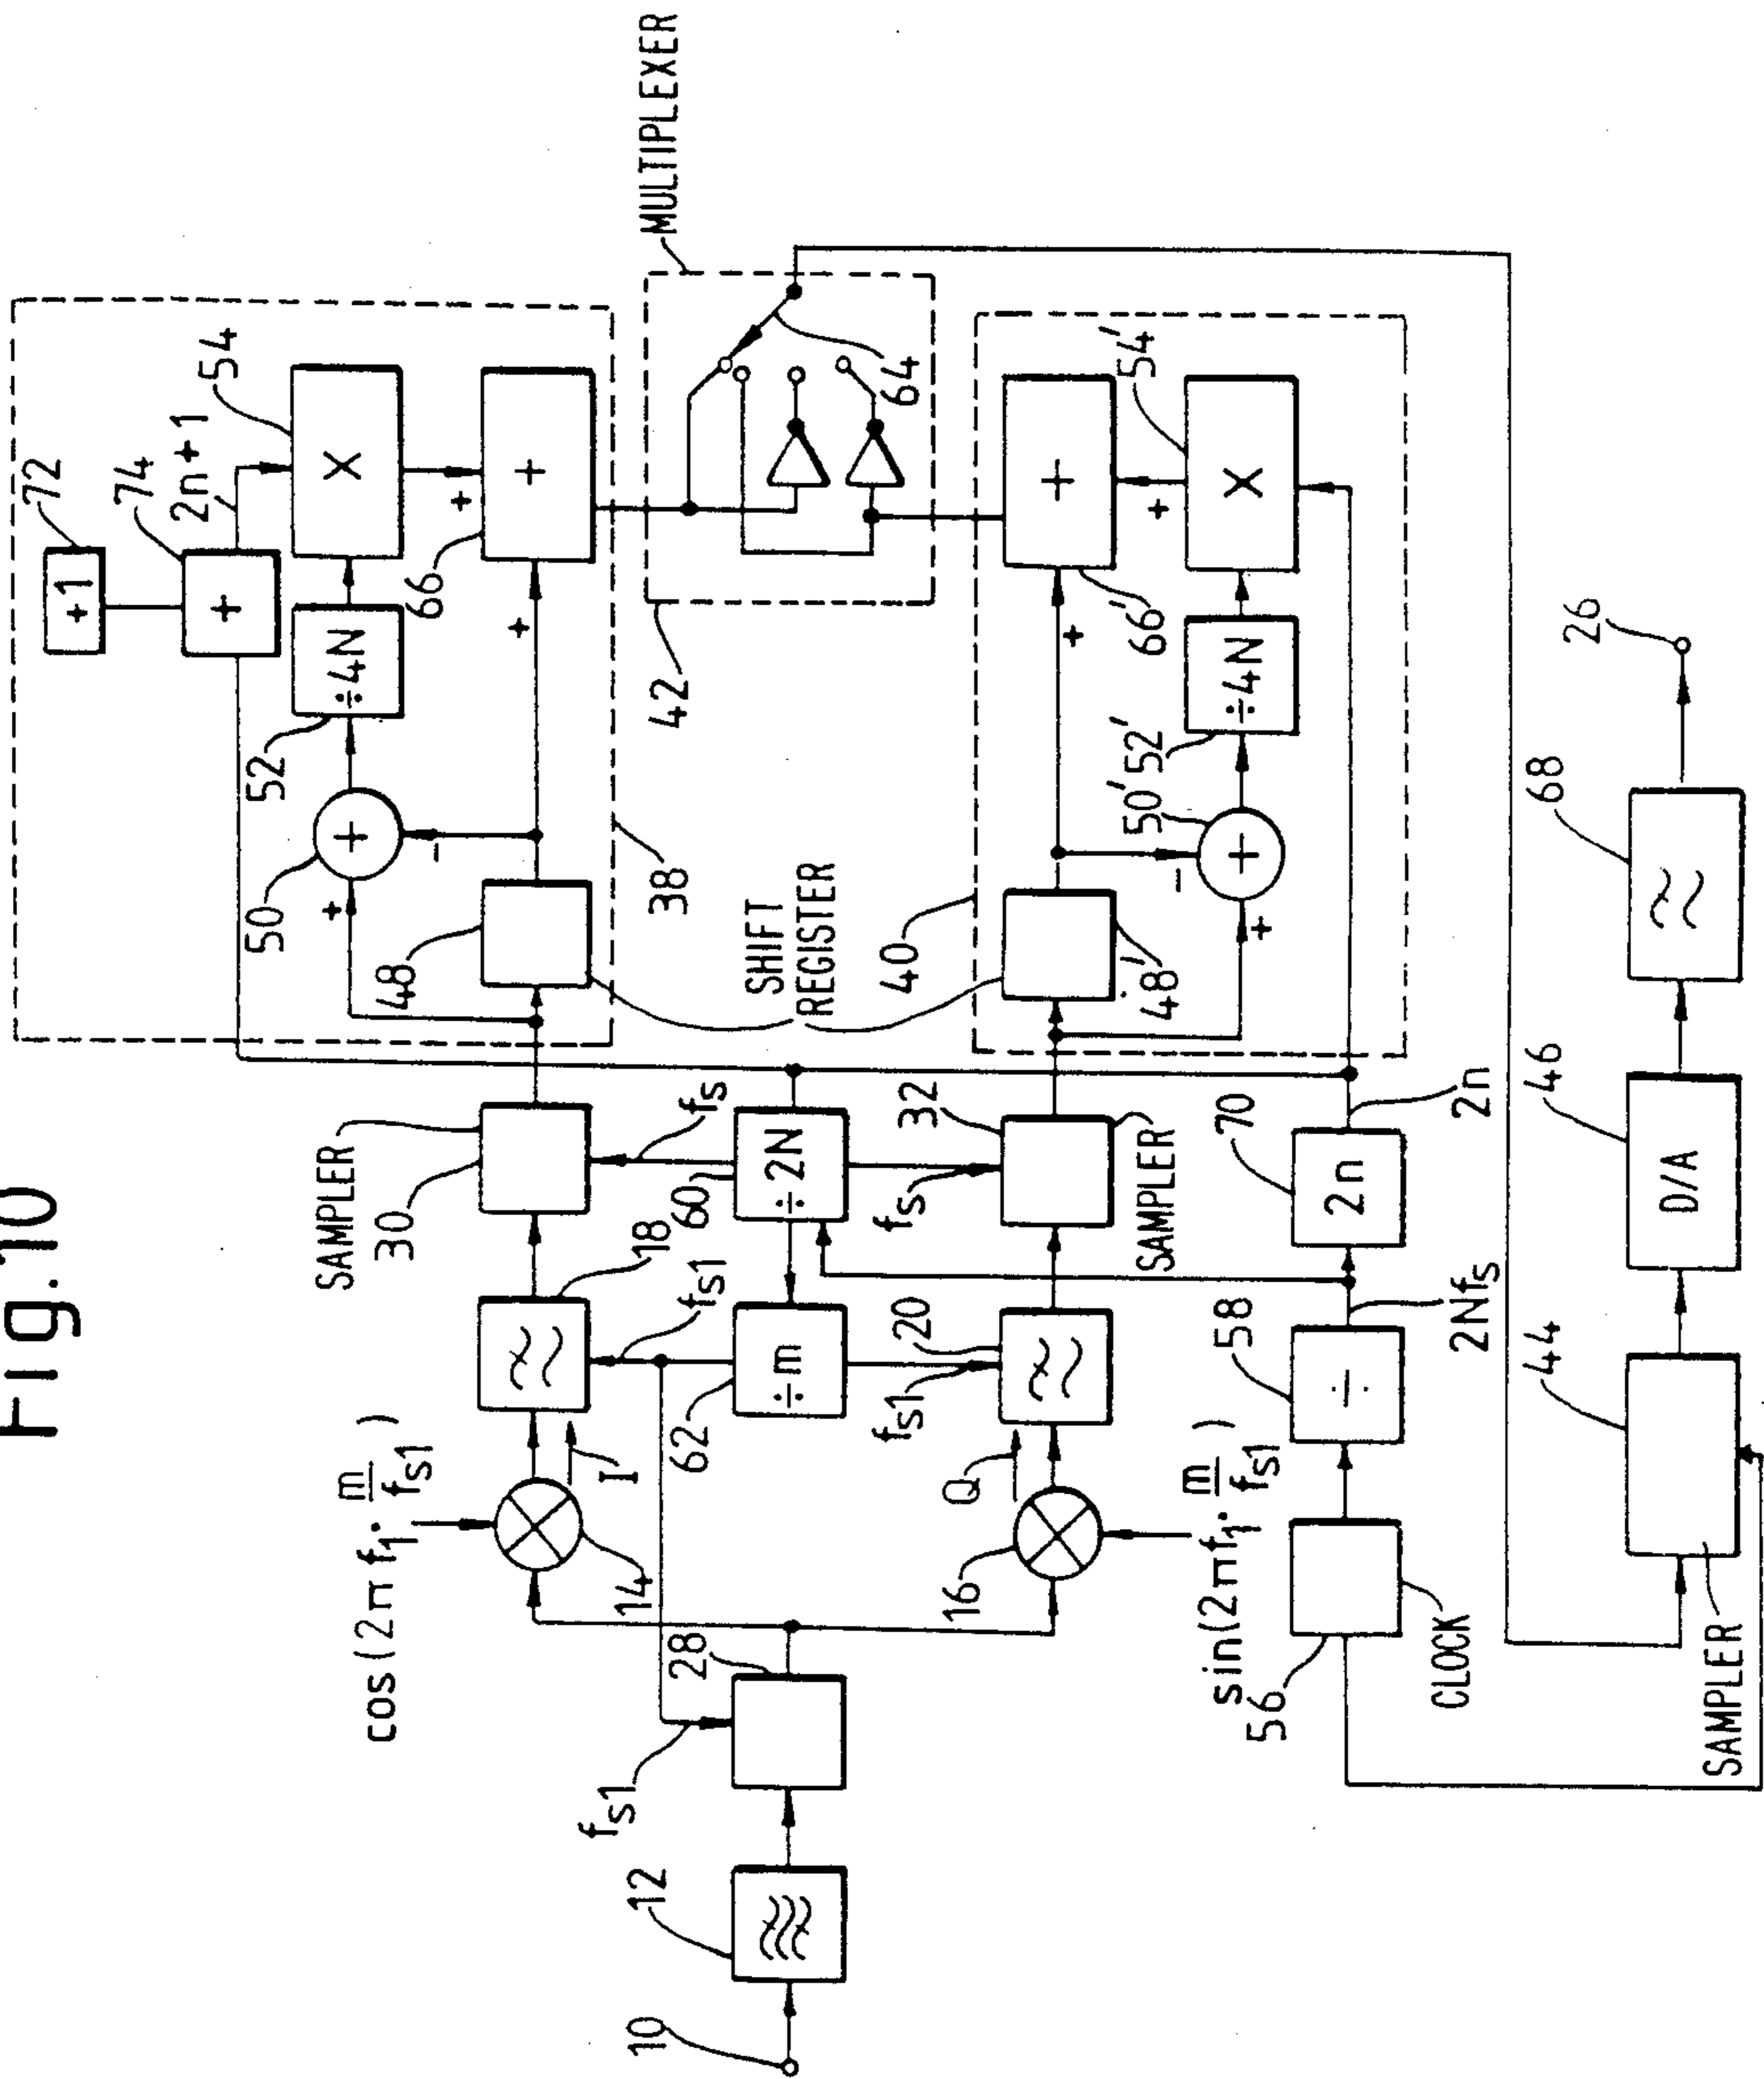 Fig.10
72
+1
74
+
2n+1
54
X
52
÷4N
50
+
+
-
66
+
+
+
48
38
SHIFT
REGISTER
MULTIPLEXER
42
64
40
48'
50'
+
-
+
52'
÷4N
54'
X
+
66'
+
+
SAMPLER
30
fs
60
÷2N
fs
32
SAMPLER
70
2n
2n
cos(2π f1 · m/fs1)
14
I
18
fs1
62
÷m
fs1
20
Q
16
sin(2πf1 · m/fs1)
28
fs1
12
10
56
CLOCK
58
÷
2Nfs
44
SAMPLER
46
D/A
68
26